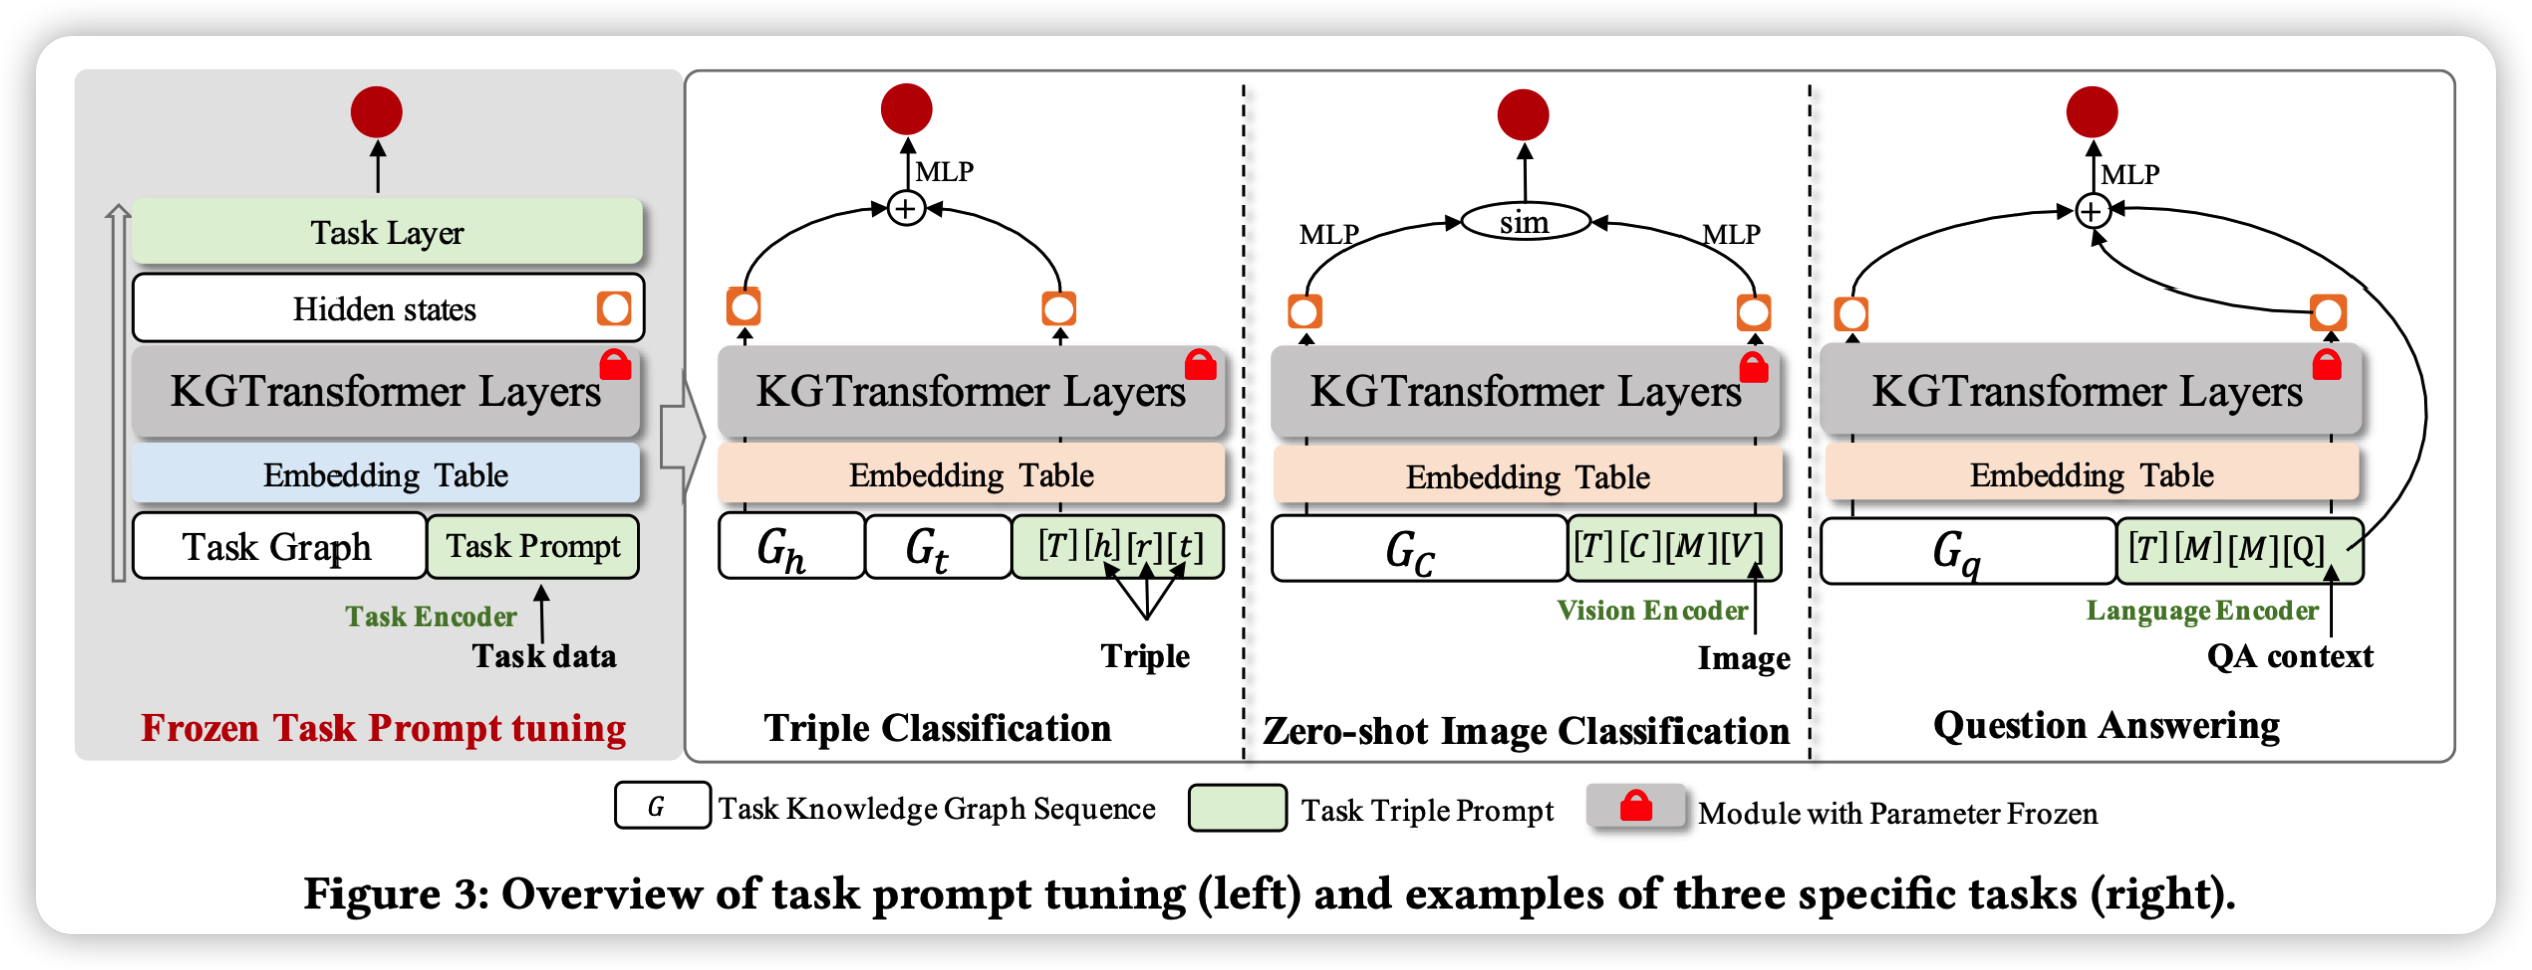 Task Layer
Hidden states
KGTransformer Layers
Embedding Table
Task Graph
Task Prompt
Task Encoder
Task data
Frozen Task Prompt tuning
MLP
+
KGTransformer Layers
Embedding Table
G_h
G_t
[T][h][r][t]
Triple
Triple Classification
MLP
sim
MLP
KGTransformer Layers
Embedding Table
G_C
[T][C][M][V]
Vision Encoder
Image
Zero-shot Image Classification
MLP
+
KGTransformer Layers
Embedding Table
G_q
[T][M][M][Q]
Language Encoder
QA context
Question Answering
G Task Knowledge Graph Sequence
Task Triple Prompt
Module with Parameter Frozen
Figure 3: Overview of task prompt tuning (left) and examples of three specific tasks (right).